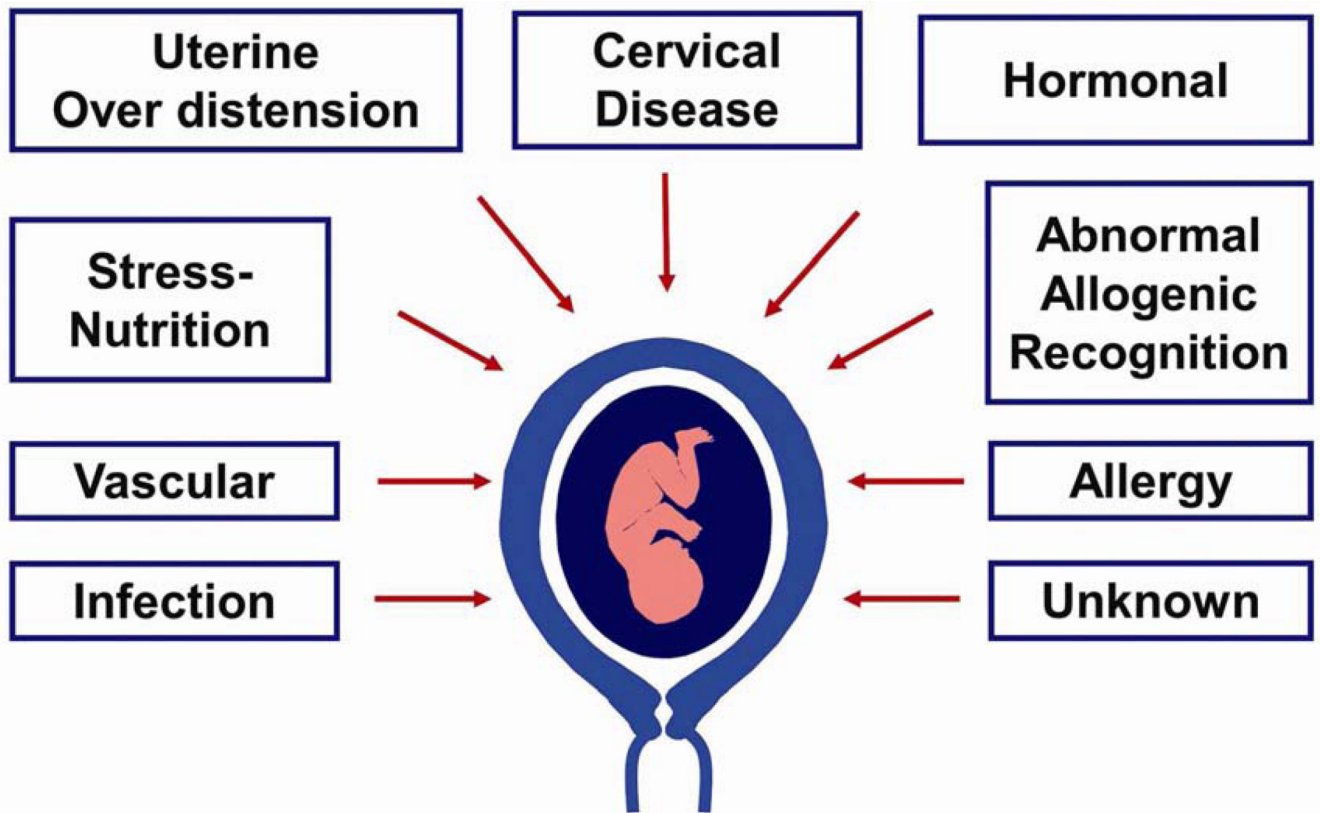 Uterine
Over distension
Cervical
Disease
Hormonal
Stress-
Nutrition
Abnormal
Allogenic
Recognition
Vascular
Allergy
Infection
Unknown